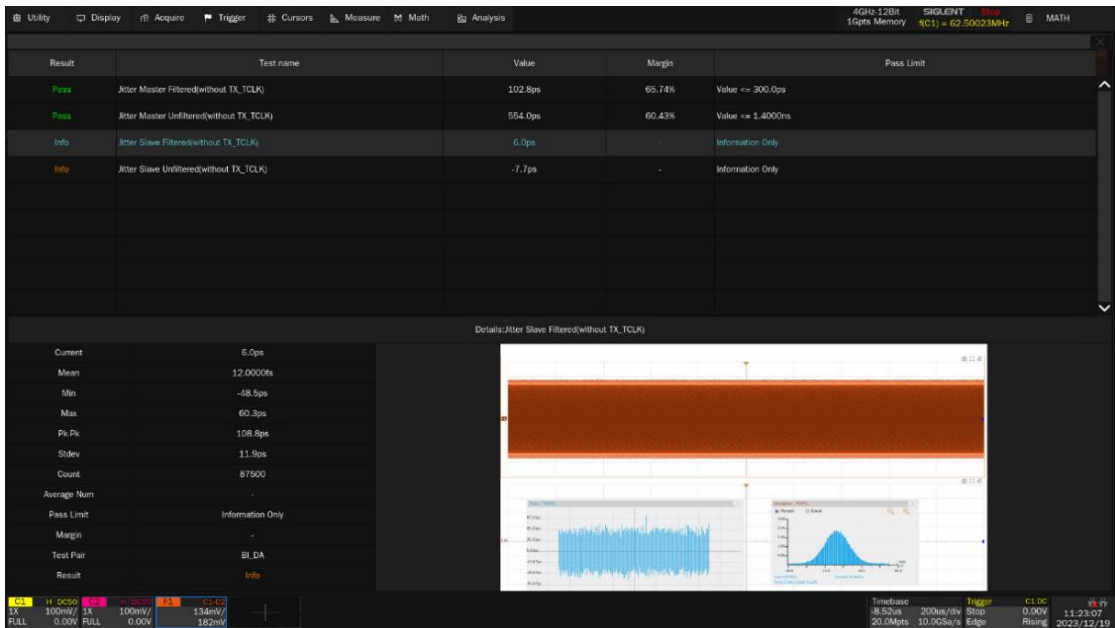 Utility Display Acquire Trigger Cursors Measure Math Analysis 4GHz-12Bit SIGLENT Stop MATH
1Gpts Memory f(C1) = 62.50023MHz
Result Test name Value Margin Pass Limit
Pass Jitter Master Filtered(without TX_TCLK) 102.8ps 65.74% Value <= 300.0ps
Pass Jitter Master Unfiltered(without TX_TCLK) 554.0ps 60.43% Value <= 1.4000ns
Info Jitter Slave Filtered(without TX_TCLK) 6.0ps - Information Only
Info Jitter Slave Unfiltered(without TX_TCLK) -7.7ps - Information Only
Details:Jitter Slave Filtered(without TX_TCLK)
Current 6.0ps
Mean 12.0000fs
Min -48.5ps
Max 60.3ps
Pk-Pk 108.8ps
Stdev 11.9ps
Count 87500
Average Num -
Pass Limit Information Only
Margin -
Test Pair BI_DA
Result Info
C1 H DC50 C2 H DC50 F1 C1-C2 Timebase Trigger C1 DC
1X 100mV/ 1X 100mV/ 134mV/ -8.52us 200us/div Stop 0.00V 11:23:07
FULL 0.00V FULL 0.00V 182mV 20.0Mpts 10.0GSa/s Edge Rising 2023/12/19